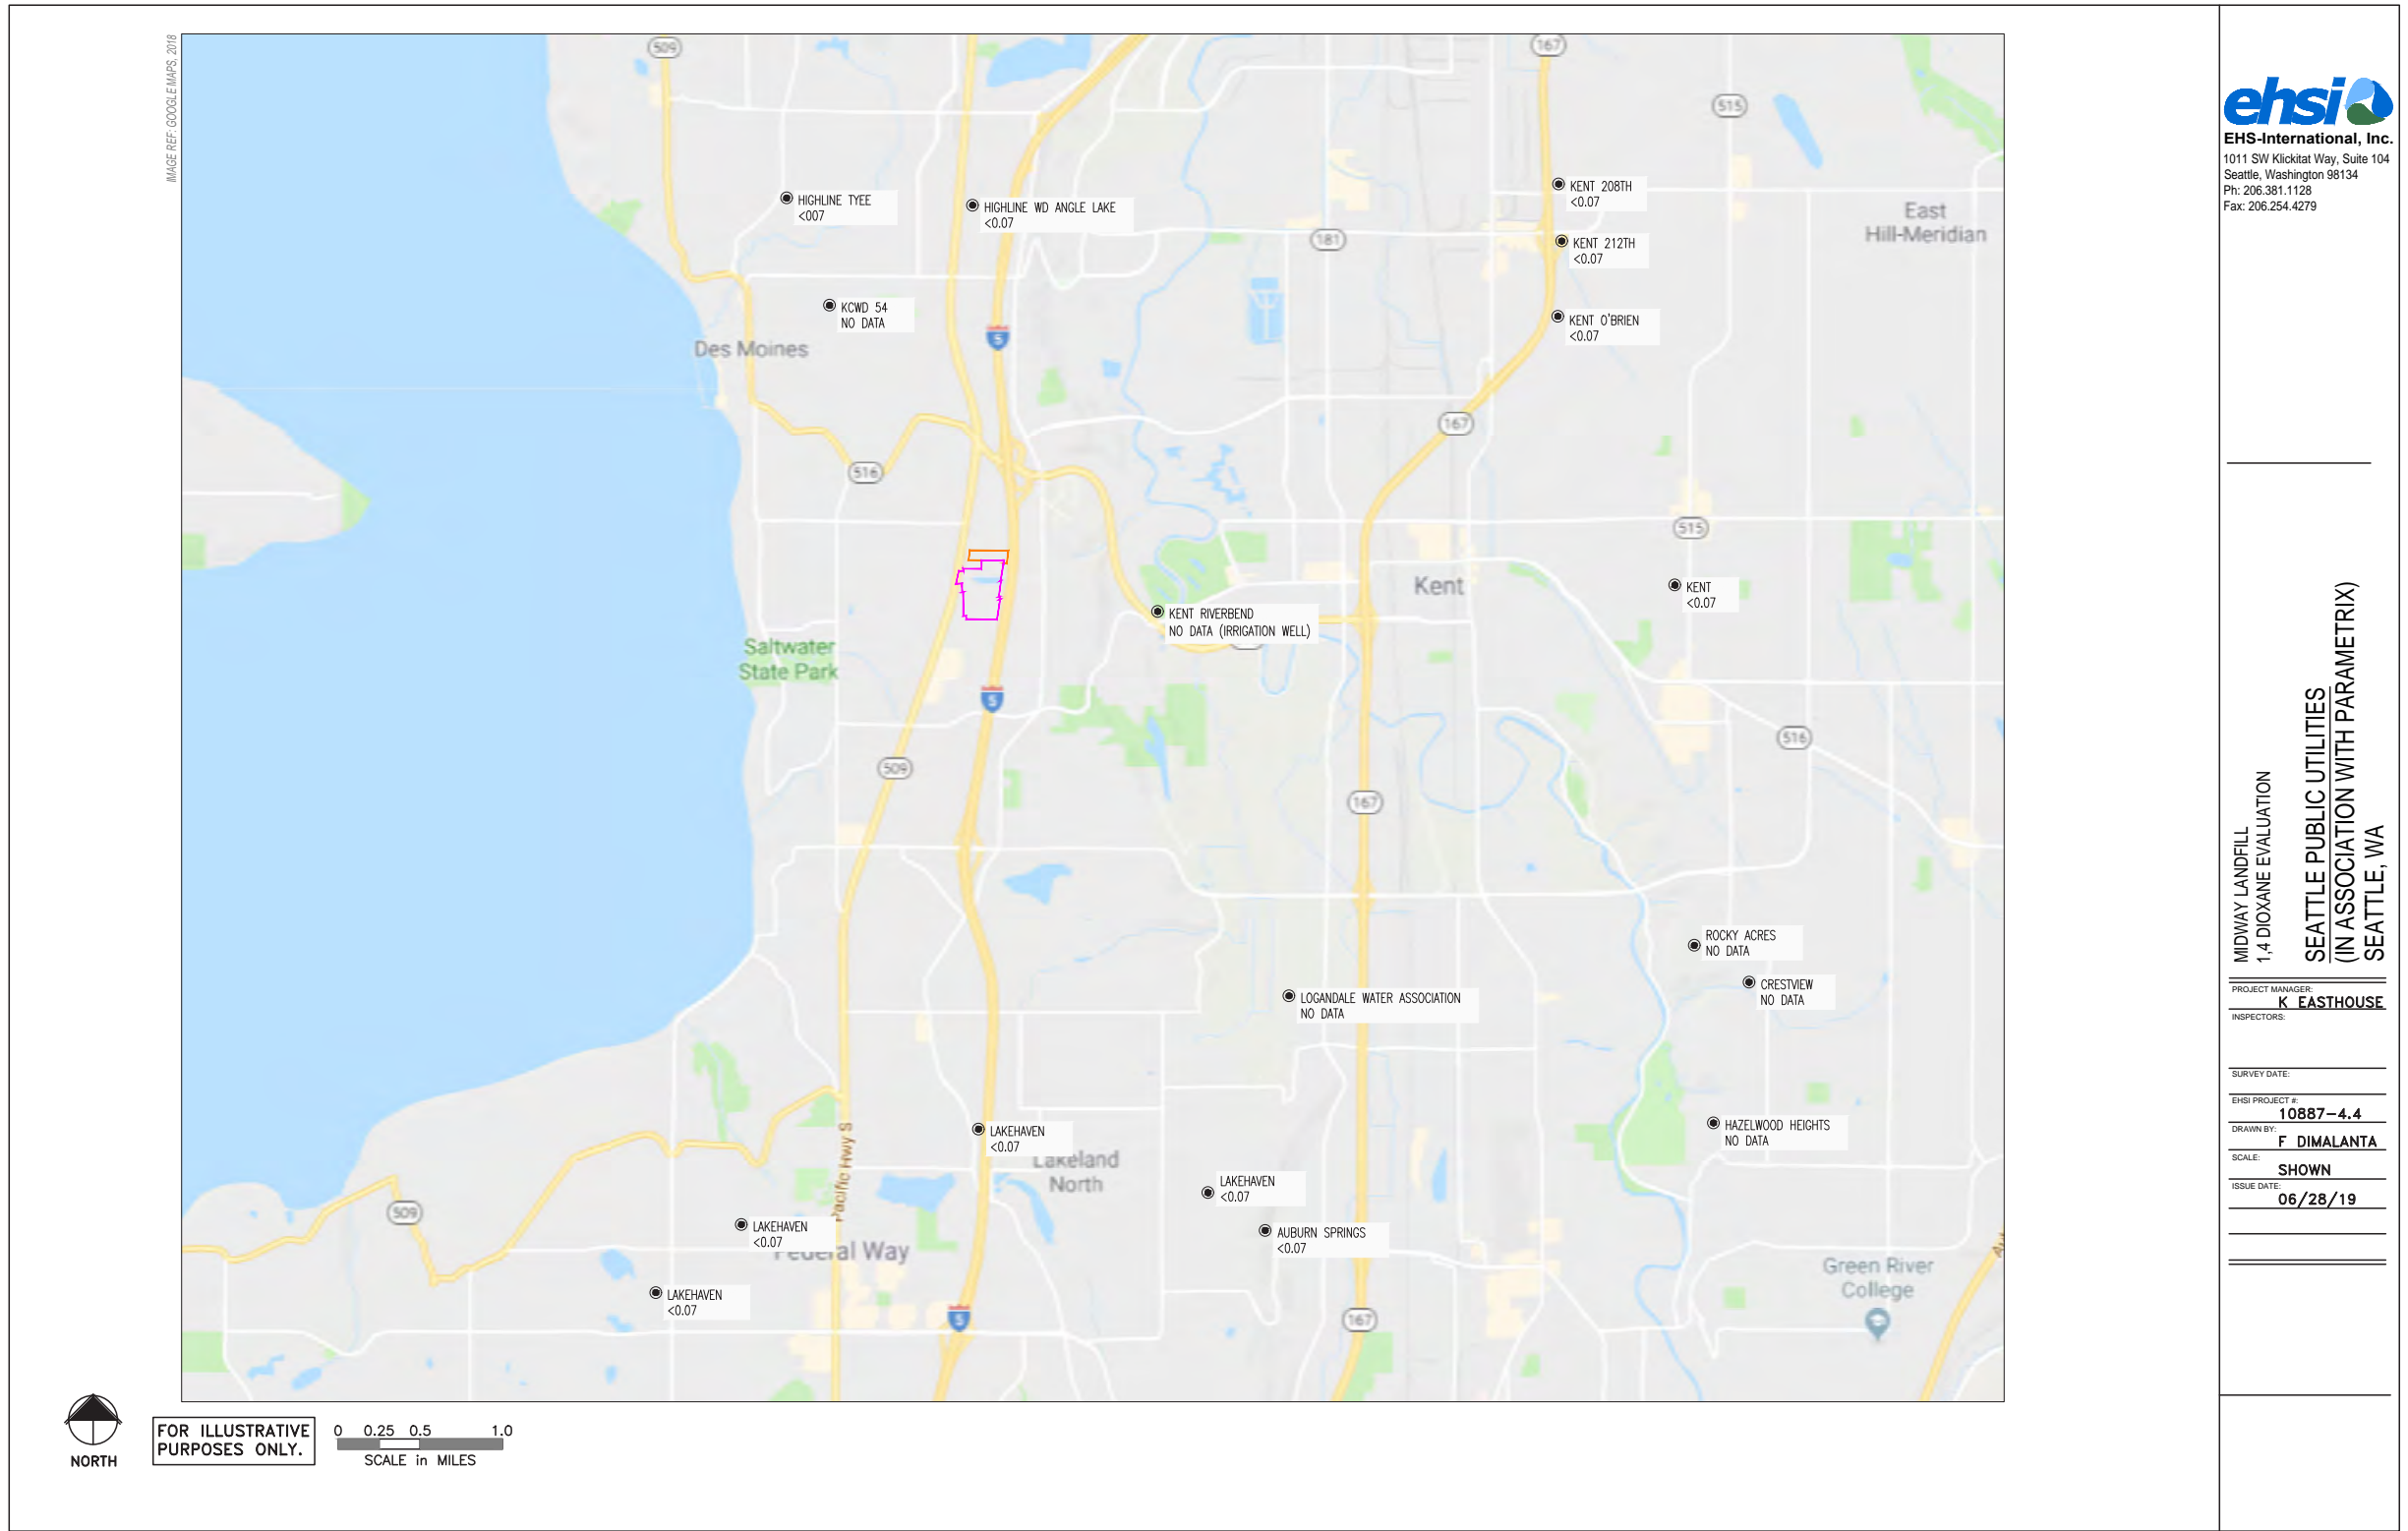 IMAGE REF: GOOGLE MAPS, 2018
509
167
515
HIGHLINE TYEE
<007
HIGHLINE WD ANGLE LAKE
<0.07
KENT 208TH
<0.07
East
Hill-Meridian
181
KENT 212TH
<0.07
KCWD 54
NO DATA
KENT O'BRIEN
<0.07
5
Des Moines
167
516
515
Kent
KENT
<0.07
KENT RIVERBEND
NO DATA (IRRIGATION WELL)
Saltwater
State Park
5
516
509
167
ROCKY ACRES
NO DATA
CRESTVIEW
NO DATA
LOGANDALE WATER ASSOCIATION
NO DATA
HAZELWOOD HEIGHTS
NO DATA
LAKEHAVEN
<0.07
Lakeland
North
Pacific Hwy S
LAKEHAVEN
<0.07
509
LAKEHAVEN
<0.07
Federal Way
AUBURN SPRINGS
<0.07
LAKEHAVEN
<0.07
Green River
College
5
167
NORTH
FOR ILLUSTRATIVE
PURPOSES ONLY.
0 0.25 0.5 1.0
SCALE in MILES
ehsi
EHS-International, Inc.
1011 SW Klickitat Way, Suite 104
Seattle, Washington 98134
Ph: 206.381.1128
Fax: 206.254.4279
MIDWAY LANDFILL
1,4 DIOXANE EVALUATION
SEATTLE PUBLIC UTILITIES
(IN ASSOCIATION WITH PARAMETRIX)
SEATTLE, WA
PROJECT MANAGER:
K EASTHOUSE
INSPECTORS:
SURVEY DATE:
EHSI PROJECT #:
10887-4.4
DRAWN BY:
F DIMALANTA
SCALE:
SHOWN
ISSUE DATE:
06/28/19